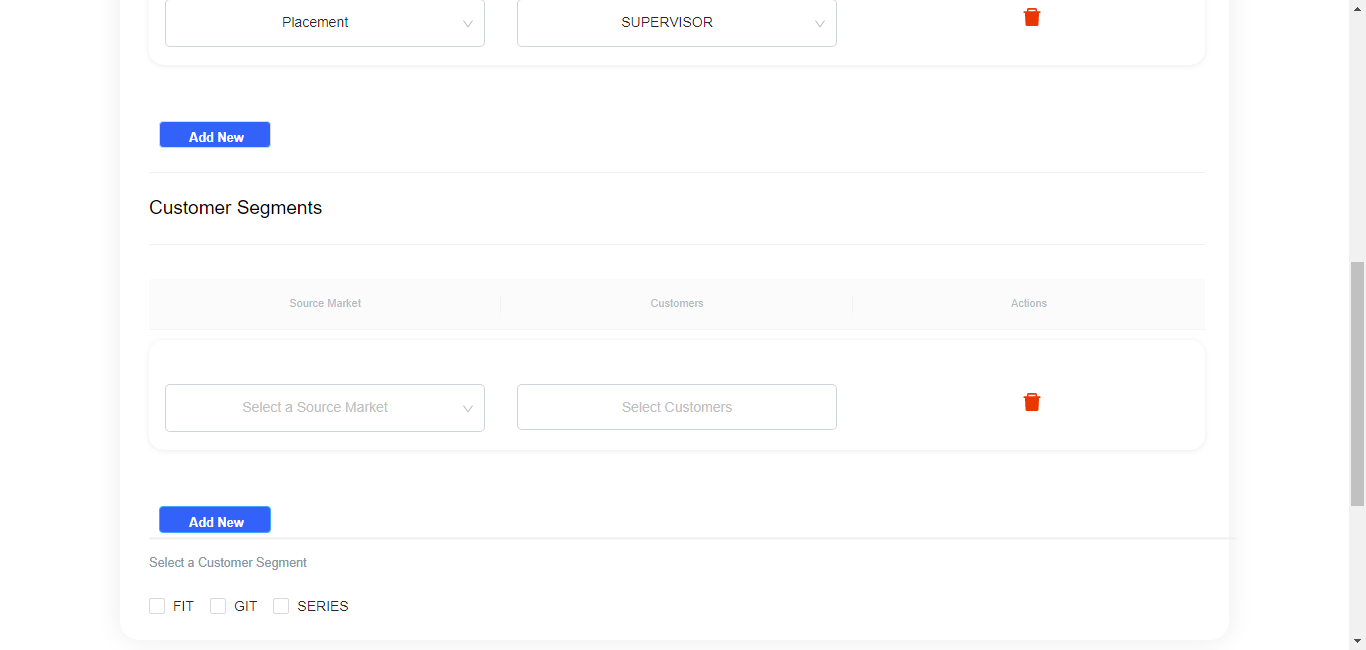 Placement SUPERVISOR
Add New
Customer Segments
Source Market Customers Actions
Select a Source Market Select Customers
Add New
Select a Customer Segment
FIT GIT SERIES